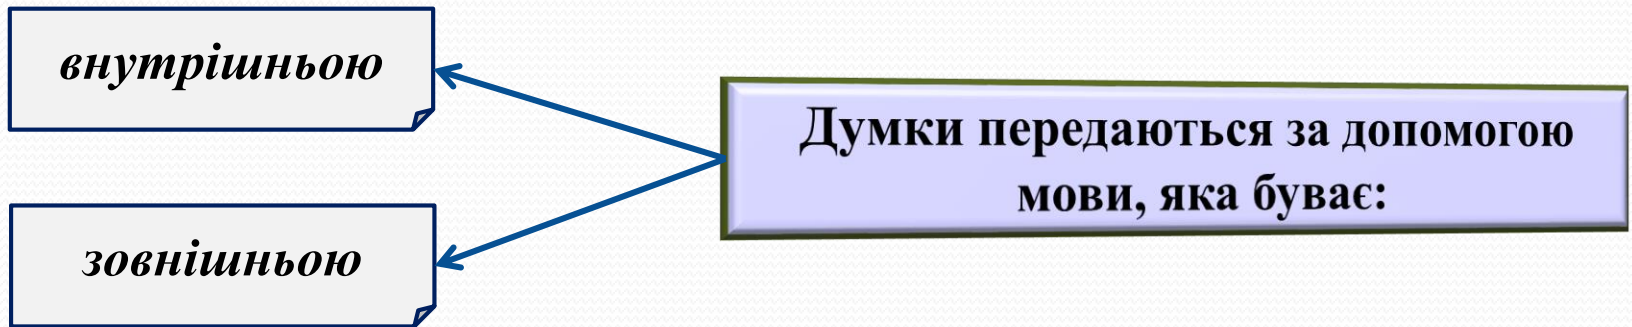 внутрішньою
Думки передаються за допомогою
мови, яка буває:
зовнішньою